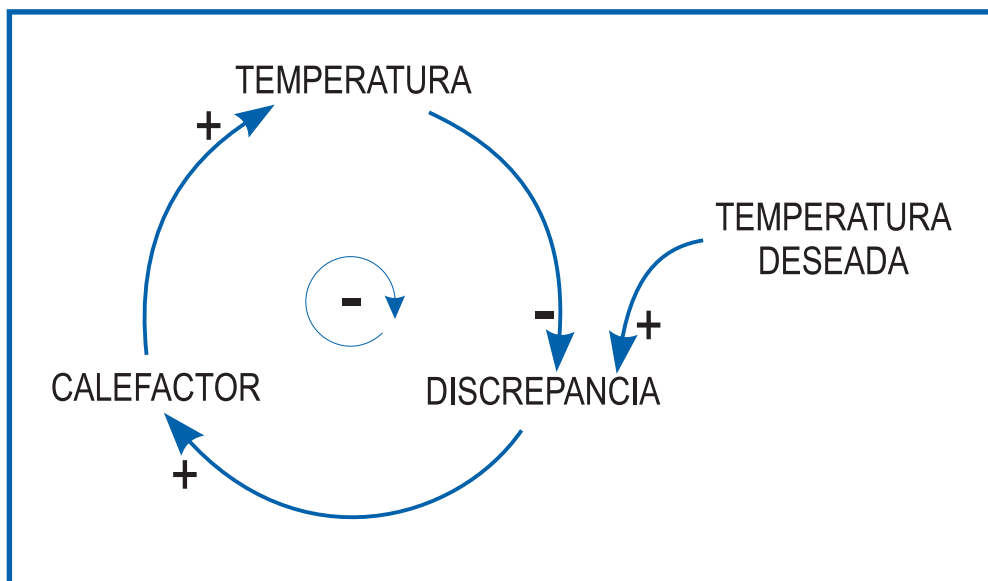 TEMPERATURA
+
TEMPERATURA
DESEADA
-
-
+
CALEFACTOR
DISCREPANCIA
+